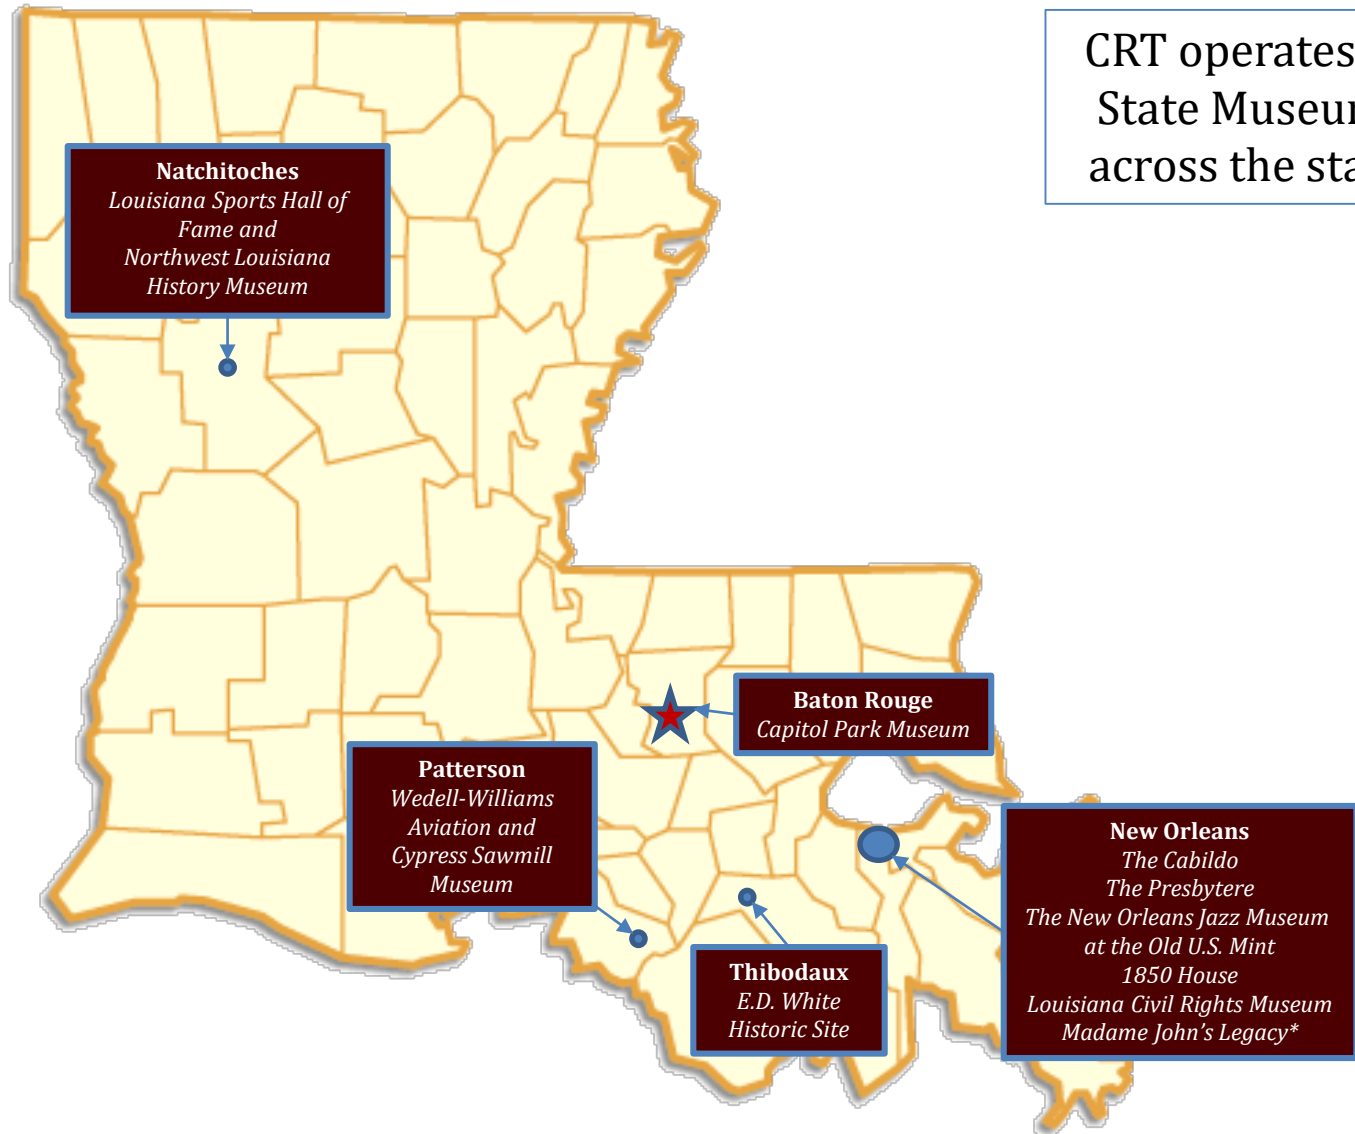 CRT operates
State Museu
across the sta
Natchitoches
Louisiana Sports Hall of
Fame and
Northwest Louisiana
History Museum
Baton Rouge
Capitol Park Museum
Patterson
Wedell-Williams
Aviation and
Cypress Sawmill
Museum
New Orleans
The Cabildo
The Presbytere
The New Orleans Jazz Museum
at the Old U.S. Mint
1850 House
Louisiana Civil Rights Museum
Madame John's Legacy*
Thibodaux
E.D. White
Historic Site